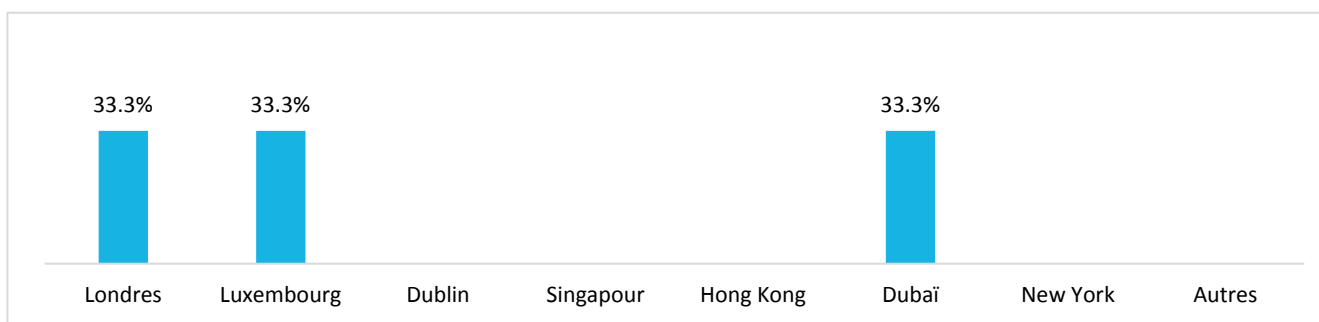 33.3% 33.3% 33.3%
Londres Luxembourg Dublin Singapour Hong Kong Dubaï New York Autres